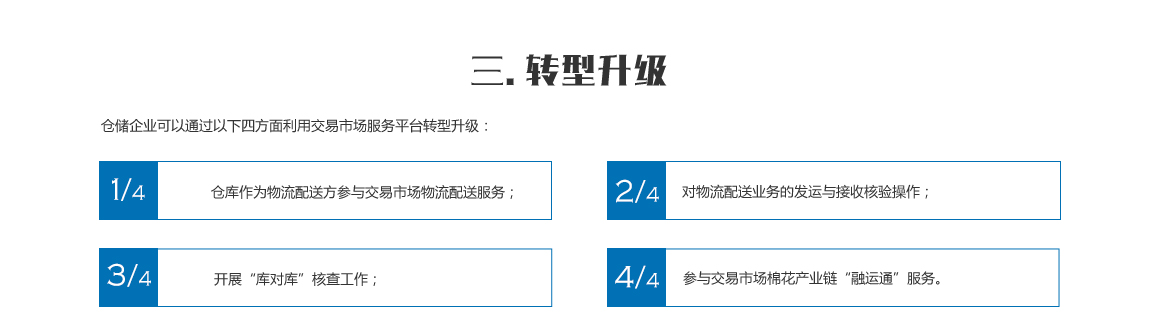 三.转型升级
仓储企业可以通过以下四方面利用交易市场服务平台转型升级：
1/4 仓库作为物流配送方参与交易市场物流配送服务；
2/4 对物流配送业务的发运与接收核验操作；
3/4 开展“库对库”核查工作；
4/4 参与交易市场棉花产业链“融运通”服务。